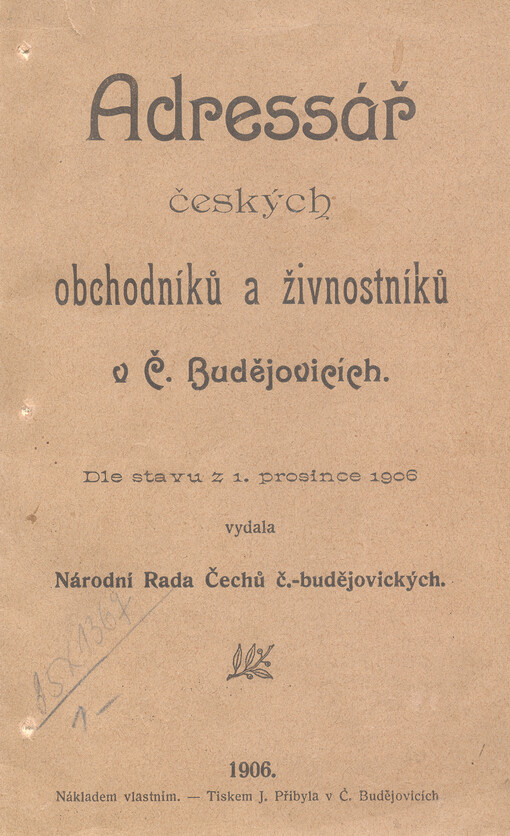 Adressář
českých
obchodníků a živnostníků
v Č. Budějovicích.
Dle stavu z 1. prosince 1906
vydala
Národní Rada Čechů č.-budějovických.
1-
1906.
Nákladem vlastním. — Tiskem J. Přibyla v Č. Budějovicích